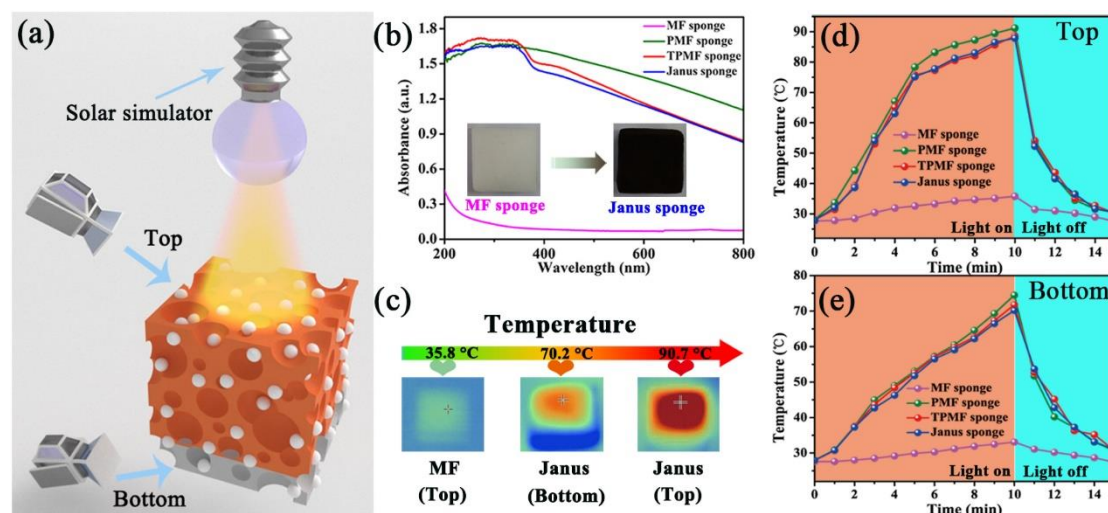 (a)
Solar simulator
Top
Bottom
(b)
Absorbance (a.u.)
1.8
1.5
1.2
0.9
0.6
0.3
0.0
MF sponge
PMF sponge
TPMF sponge
Janus sponge
MF sponge
Janus sponge
200 300 400 500 600 700 800
Wavelength (nm)
(c)
Temperature
35.8 °C 70.2 °C 90.7 °C
MF Janus Janus
(Top) (Bottom) (Top)
(d)
Top
Temperature (℃)
90
80
70
60
50
40
30
MF sponge
PMF sponge
TPMF sponge
Janus sponge
Light on Light off
0 2 4 6 8 10 12 14
Time (min)
(e)
Bottom
Temperature (℃)
80
70
60
50
40
30
MF sponge
PMF sponge
TPMF sponge
Janus sponge
Light on Light off
0 2 4 6 8 10 12 14
Time (min)